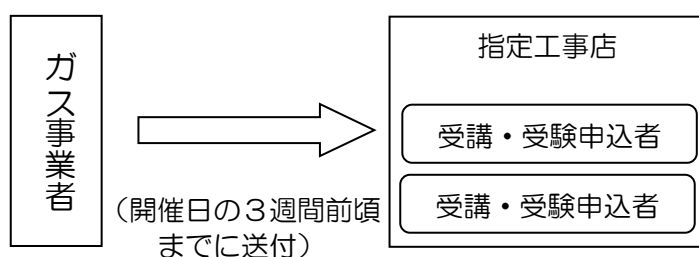 ガス事業者
（開催日の３週間前頃
までに送付）
指定工事店
受講・受験申込者
受講・受験申込者